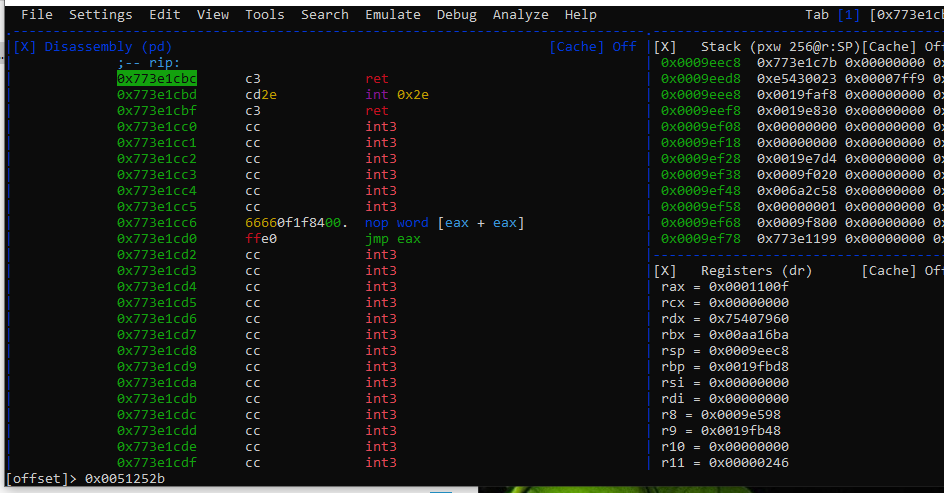 File Settings Edit View Tools Search Emulate Debug Analyze Help Tab [1] [0x773e1cb
[X] Disassembly (pd) [Cache] Off
;-- rip:
0x773e1cbc c3 ret
0x773e1cbd cd2e int 0x2e
0x773e1cbf c3 ret
0x773e1cc0 cc int3
0x773e1cc1 cc int3
0x773e1cc2 cc int3
0x773e1cc3 cc int3
0x773e1cc4 cc int3
0x773e1cc5 cc int3
0x773e1cc6 66660f1f8400. nop word [eax + eax]
0x773e1cd0 ffe0 jmp eax
0x773e1cd2 cc int3
0x773e1cd3 cc int3
0x773e1cd4 cc int3
0x773e1cd5 cc int3
0x773e1cd6 cc int3
0x773e1cd7 cc int3
0x773e1cd8 cc int3
0x773e1cd9 cc int3
0x773e1cda cc int3
0x773e1cdb cc int3
0x773e1cdc cc int3
0x773e1cdd cc int3
0x773e1cde cc int3
0x773e1cdf cc int3
[X] Stack (pxw 256@r:SP)[Cache] Off
0x0009eec8 0x773e1c7b 0x00000000
0x0009eed8 0xe5430023 0x00007ff9
0x0009eee8 0x0019faf8 0x00000000
0x0009eef8 0x0019e830 0x00000000
0x0009ef08 0x00000000 0x00000000
0x0009ef18 0x00000000 0x00000000
0x0009ef28 0x0019e7d4 0x00000000
0x0009ef38 0x0009f020 0x00000000
0x0009ef48 0x006a2c58 0x00000000
0x0009ef58 0x00000001 0x00000000
0x0009ef68 0x0009f800 0x00000000
0x0009ef78 0x773e1199 0x00000000
[X] Registers (dr) [Cache] Off
rax = 0x0001100f
rcx = 0x00000000
rdx = 0x75407960
rbx = 0x00aa16ba
rsp = 0x0009eec8
rbp = 0x0019fbd8
rsi = 0x00000000
rdi = 0x00000000
r8 = 0x0009e598
r9 = 0x0019fb48
r10 = 0x00000000
r11 = 0x00000246
[offset]> 0x0051252b